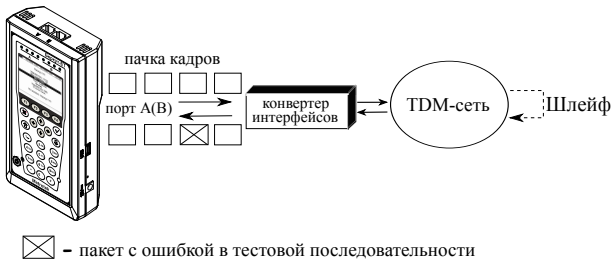 пачка кадров
порт A(B)
конвертер
интерфейсов
TDM-сеть
Шлейф
– пакет с ошибкой в тестовой последовательности